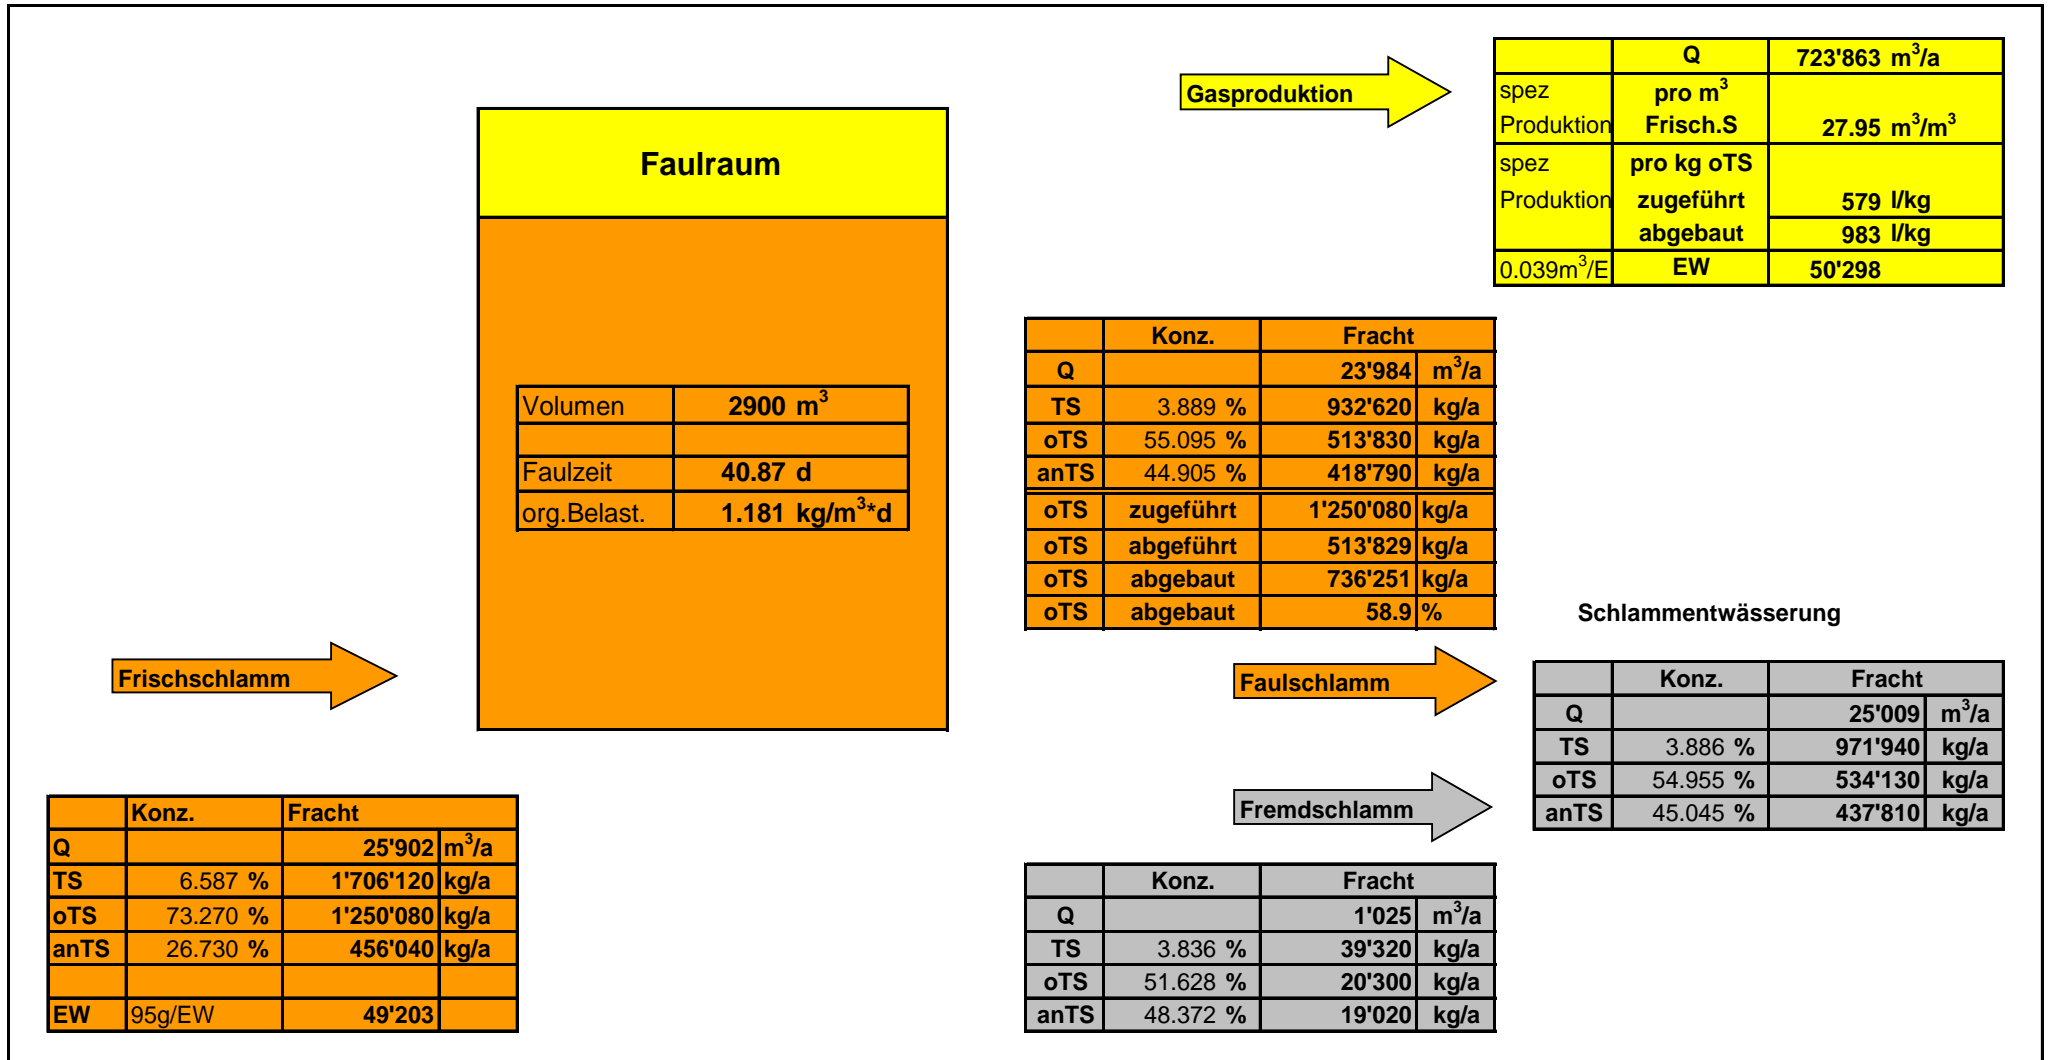 Gasproduktion
Q 723'863 m³/a
spez pro m³
Produktion Frisch.S 27.95 m³/m³
spez pro kg oTS
Produktion zugeführt 579 l/kg
abgebaut 983 l/kg
0.039m³/E EW 50'298
Faulraum
Volumen 2900 m³
Faulzeit 40.87 d
org.Belast. 1.181 kg/m³*d
Konz. Fracht
Q 23'984 m³/a
TS 3.889 % 932'620 kg/a
oTS 55.095 % 513'830 kg/a
anTS 44.905 % 418'790 kg/a
oTS zugeführt 1'250'080 kg/a
oTS abgeführt 513'829 kg/a
oTS abgebaut 736'251 kg/a
oTS abgebaut 58.9 %
Schlammentwässerung
Frischschlamm
Faulschlamm
Konz. Fracht
Q 25'009 m³/a
TS 3.886 % 971'940 kg/a
oTS 54.955 % 534'130 kg/a
anTS 45.045 % 437'810 kg/a
Fremdschlamm
Konz. Fracht
Q 25'902 m³/a
TS 6.587 % 1'706'120 kg/a
oTS 73.270 % 1'250'080 kg/a
anTS 26.730 % 456'040 kg/a
EW 95g/EW 49'203
Konz. Fracht
Q 1'025 m³/a
TS 3.836 % 39'320 kg/a
oTS 51.628 % 20'300 kg/a
anTS 48.372 % 19'020 kg/a